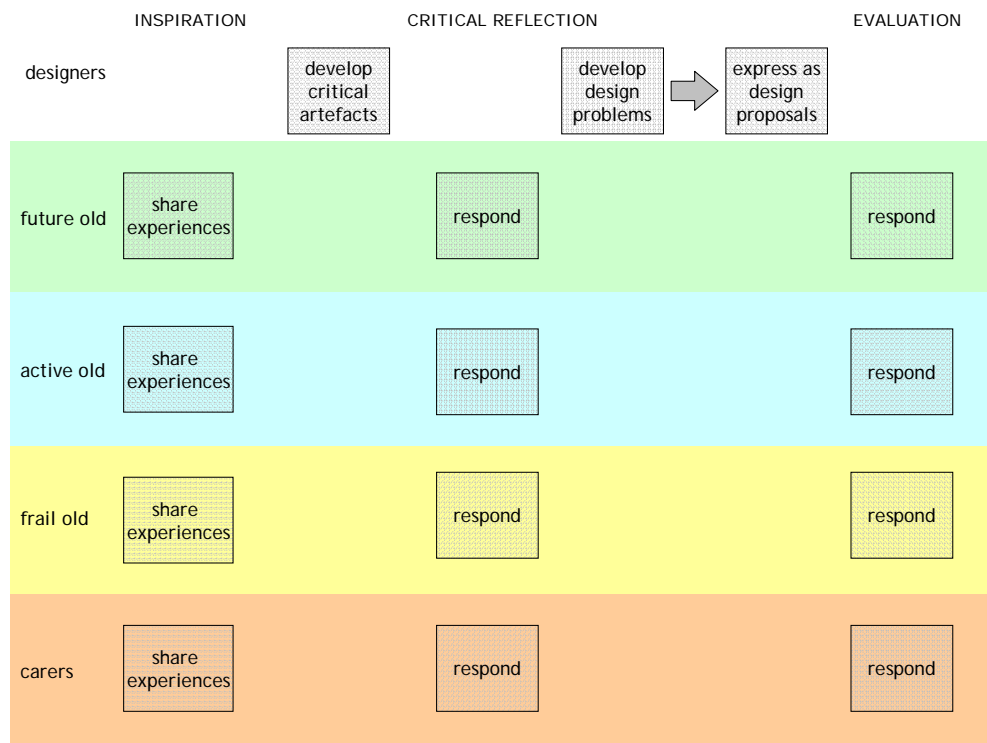 INSPIRATION
CRITICAL REFLECTION
EVALUATION
designers
develop
critical
artefacts
develop
design
problems
express as
design
proposals
future old
share
experiences
respond
respond
active old
share
experiences
respond
respond
frail old
share
experiences
respond
respond
carers
share
experiences
respond
respond